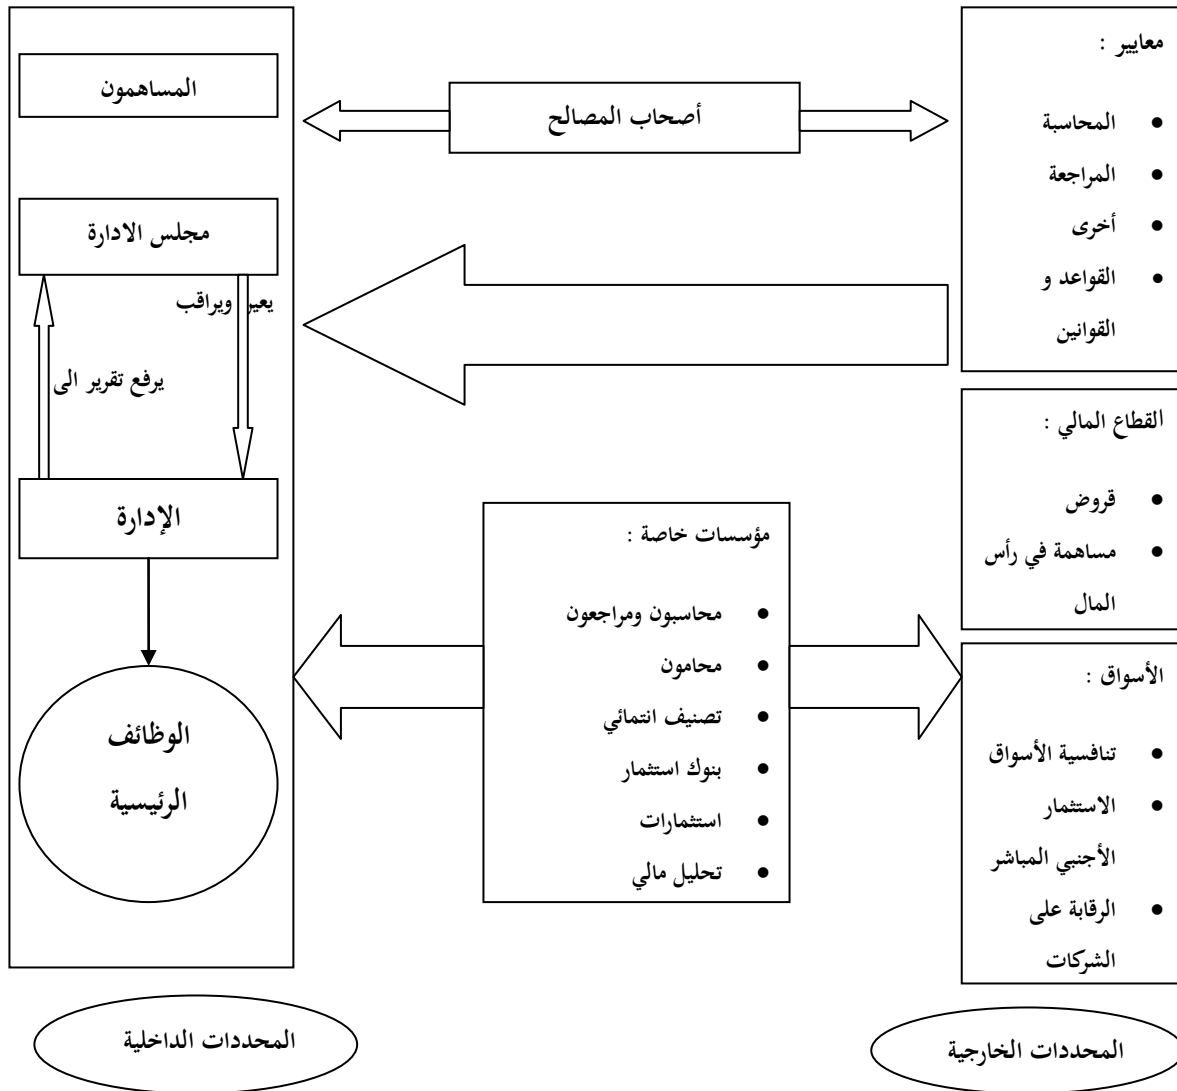 معايير :
• المحاسبة
• المراجعة
• أخرى
• القواعد و
القوانين
القطاع المالي :
• قروض
• مساهمة في رأس
المال
الأسواق :
• تنافسية الأسواق
• الاستثمار
الأجنبي المباشر
• الرقابة على
الشركات
المحددات الخارجية
أصحاب المصالح
مؤسسات خاصة :
• محاسبون ومراجعون
• محامون
• تصنيف انتمائي
• بنوك استثمار
• استثمارات
• تحليل مالي
المساهمون
مجلس الادارة
يعين ويراقب
يرفع تقرير الى
الإدارة
الوظائف
الرئيسية
المحددات الداخلية